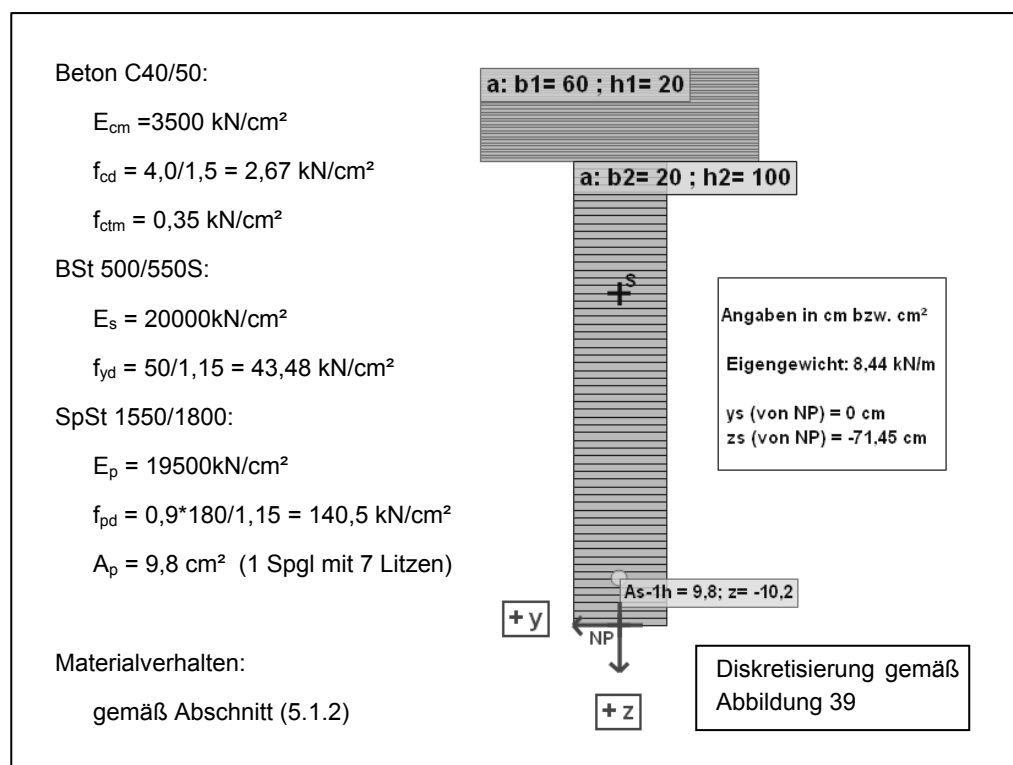 Beton C40/50:
E_cm =3500 kN/cm²
f_cd = 4,0/1,5 = 2,67 kN/cm²
f_ctm = 0,35 kN/cm²
BSt 500/550S:
E_s = 20000kN/cm²
f_yd = 50/1,15 = 43,48 kN/cm²
SpSt 1550/1800:
E_p = 19500kN/cm²
f_pd = 0,9*180/1,15 = 140,5 kN/cm²
A_p = 9,8 cm² (1 Spgl mit 7 Litzen)
Materialverhalten:
gemäß Abschnitt (5.1.2)
a: b1= 60 ; h1= 20
a: b2= 20 ; h2= 100
S
As-1h = 9,8; z= -10,2
+ y
NP
+ z
Angaben in cm bzw. cm²
Eigengewicht: 8,44 kN/m
ys (von NP) = 0 cm
zs (von NP) = -71,45 cm
Diskretisierung gemäß
Abbildung 39